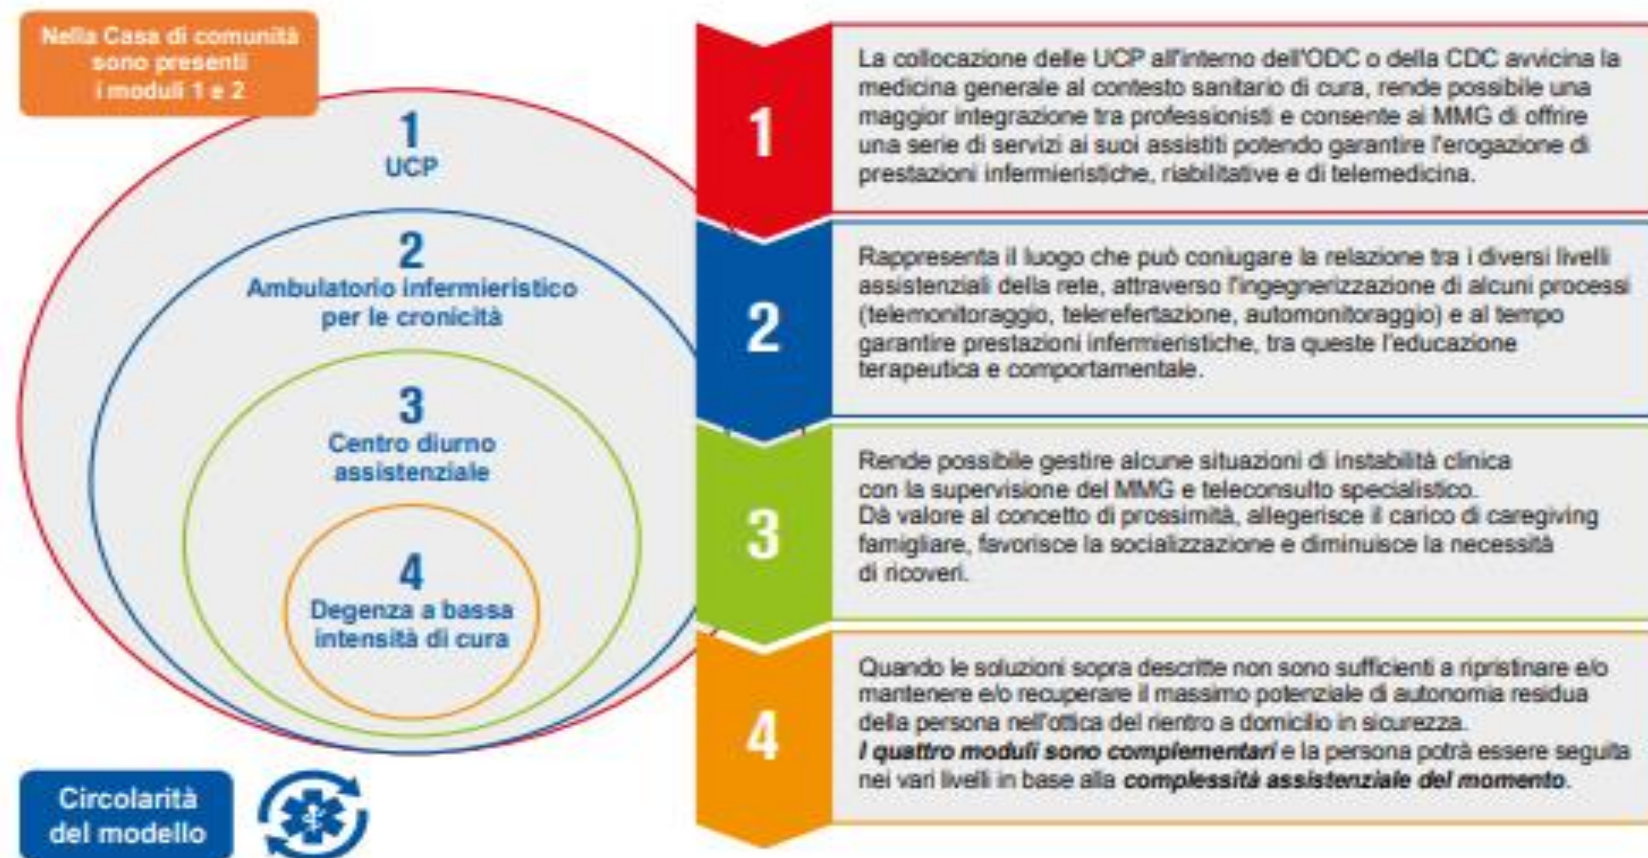 Nella Casa di comunità
sono presenti
i moduli 1 e 2
1
UCP
2
Ambulatorio infermieristico
per le cronicità
3
Centro diurno
assistenziale
4
Degenza a bassa
intensità di cura
Circolarità
del modello
1
La collocazione delle UCP all'interno dell'ODC o della CDC avvicina la
medicina generale al contesto sanitario di cura, rende possibile una
maggior integrazione tra professionisti e consente ai MMG di offrire
una serie di servizi ai suoi assistiti potendo garantire l'erogazione di
prestazioni infermieristiche, riabilitative e di telemedicina.
2
Rappresenta il luogo che può coniugare la relazione tra i diversi livelli
assistenziali della rete, attraverso l'ingegnerizzazione di alcuni processi
(telemonitoraggio, telerefertazione, automonitoraggio) e al tempo
garantire prestazioni infermieristiche, tra queste l'educazione
terapeutica e comportamentale.
3
Rende possibile gestire alcune situazioni di instabilità clinica
con la supervisione del MMG e teleconsulto specialistico.
Dà valore al concetto di prossimità, allegerisce il carico di caregiving
famigliare, favorisce la socializzazione e diminuisce la necessità
di ricoveri.
4
Quando le soluzioni sopra descritte non sono sufficienti a ripristinare e/o
mantenere e/o recuperare il massimo potenziale di autonomia residua
della persona nell'ottica del rientro a domicilio in sicurezza.
I quattro moduli sono complementari e la persona potrà essere seguita
nei vari livelli in base alla complessità assistenziale del momento.